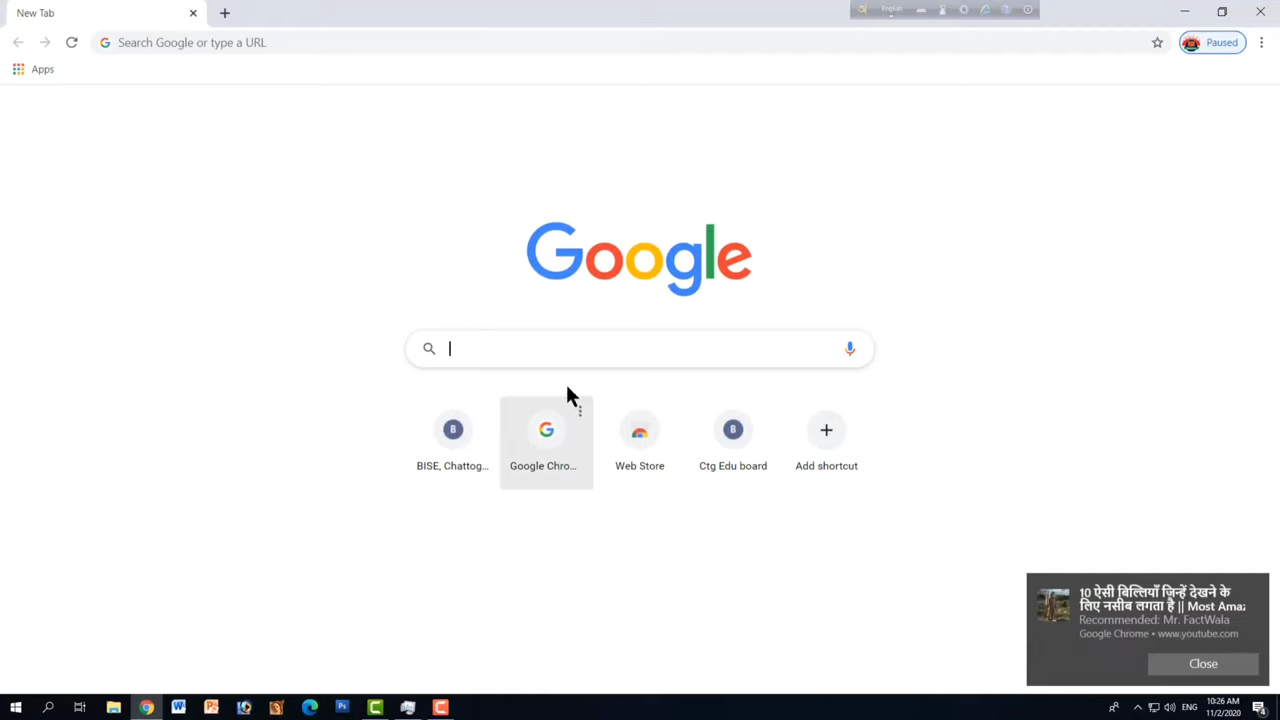 New Tab
English
Search Google or type a URL
Paused
Apps
Google
BISE, Chattog...
Google Chro...
Web Store
Ctg Edu board
Add shortcut
10 ऐसी बिल्लियाँ जिन्हें देखने के
लिए नसीब लगता है || Most Ama
Recommended: Mr. FactWala
Google Chrome • www.youtube.com
Close
ENG
10:26 AM
11/2/2020